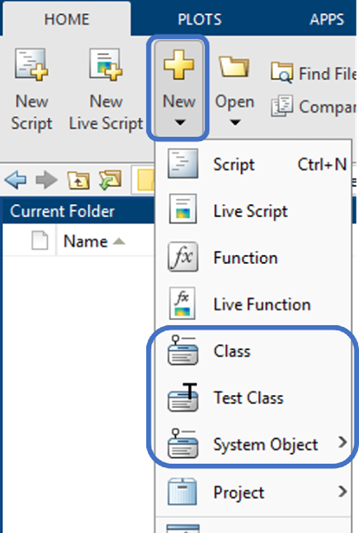 HOME PLOTS APPS
New Script
New Live Script
New
Open
Find File
Compar
Script Ctrl+N
Live Script
Current Folder
Name
Function
Live Function
Class
Test Class
System Object
Project